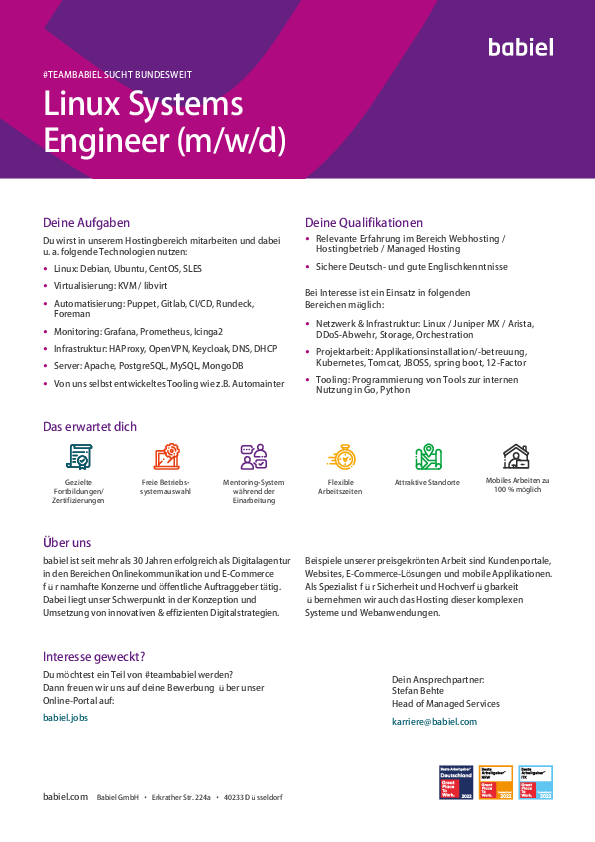 babiel
#TEAMBABIEL SUCHT BUNDESWEIT
Linux Systems
Engineer (m/w/d)
Deine Aufgaben
Du wirst in unserem Hostingbereich mitarbeiten und dabei
u. a. folgende Technologien nutzen:
• Linux: Debian, Ubuntu, CentOS, SLES
• Virtualisierung: KVM / libvirt
• Automatisierung: Puppet, Gitlab, CI/CD, Rundeck,
Foreman
• Monitoring: Grafana, Prometheus, Icinga2
• Infrastruktur: HAProxy, OpenVPN, Keycloak, DNS, DHCP
• Server: Apache, PostgreSQL, MySQL, MongoDB
• Von uns selbst entwickeltes Tooling wie z.B. Automainter
Deine Qualifikationen
• Relevante Erfahrung im Bereich Webhosting /
Hostingbetrieb / Managed Hosting
• Sichere Deutsch- und gute Englischkenntnisse
Bei Interesse ist ein Einsatz in folgenden
Bereichen möglich:
• Netzwerk & Infrastruktur: Linux / Juniper MX / Arista,
DDoS-Abwehr, Storage, Orchestration
• Projektarbeit: Applikationsinstallation/-betreuung,
Kubernetes, Tomcat, JBOSS, spring boot, 12-Factor
• Tooling: Programmierung von Tools zur internen
Nutzung in Go, Python
Das erwartet dich
Gezielte
Fortbildungen/
Zertifizierungen
Freie Betriebs-
systemauswahl
Mentoring-System
während der
Einarbeitung
Flexible
Arbeitszeiten
Attraktive Standorte
Mobiles Arbeiten zu
100 % möglich
Über uns
babiel ist seit mehr als 30 Jahren erfolgreich als Digitalagentur
in den Bereichen Onlinekommunikation und E-Commerce
für namhafte Konzerne und öffentliche Auftraggeber tätig.
Dabei liegt unser Schwerpunkt in der Konzeption und
Umsetzung von innovativen & effizienten Digitalstrategien.
Beispiele unserer preisgekrönten Arbeit sind Kundenportale,
Websites, E-Commerce-Lösungen und mobile Applikationen.
Als Spezialist für Sicherheit und Hochverfügbarkeit
übernehmen wir auch das Hosting dieser komplexen
Systeme und Webanwendungen.
Interesse geweckt?
Du möchtest ein Teil von #teambabiel werden?
Dann freuen wir uns auf deine Bewerbung über unser
Online-Portal auf:
babiel.jobs
Dein Ansprechpartner:
Stefan Behte
Head of Managed Services
karriere@babiel.com
babiel.com Babiel GmbH • Erkrather Str. 224a • 40233 Düsseldorf
Beste Arbeitgeber™
Deutschland
Great
Place
To
Work.
2022
Beste
Arbeitgeber™
NRW
Great
Place
To
Work.
2022
Beste
Arbeitgeber™
ITK
Great
Place
To
Work.
2022